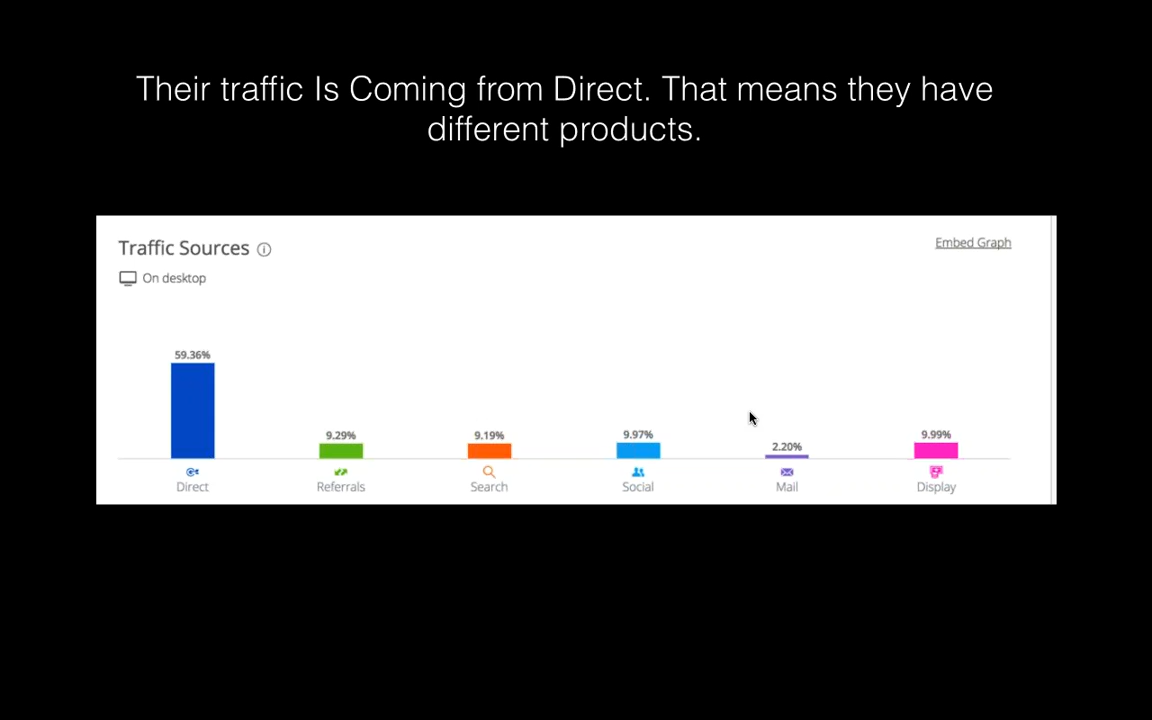 Their traffic Is Coming from Direct. That means they have
different products.
Traffic Sources
Embed Graph
On desktop
59.36%
9.29%
9.19%
9.97%
2.20%
9.99%
Direct
Referrals
Search
Social
Mail
Display